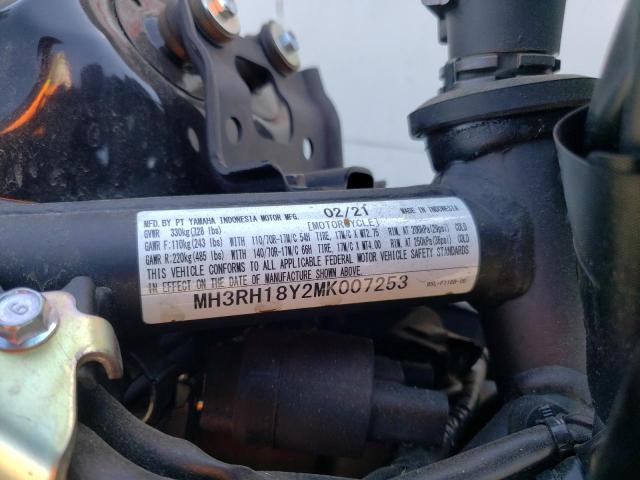 MFD. BY PT YAMAHA INDONESIA MOTOR MFG. 02/21 MADE IN INDONESIA
GVWR 330kg(728 lbs) [MOTORCYCLE]
GAWR F:110kg(243 lbs) WITH 110/70R-17M/C 54H TIRE, 17M/C X MT2.75 RIM, AT 200kPa(29psi) COLD
GAWR R:220kg(485 lbs) WITH 140/70R-17M/C 66H TIRE, 17M/C X MT4.00 RIM, AT 250kPa(36psi) COLD
THIS VEHICLE CONFORMS TO ALL APPLICABLE FEDERAL MOTOR VEHICLE SAFETY STANDARDS
IN EFFECT ON THE DATE OF MANUFACTURE SHOWN ABOVE.
MH3RH18Y2MK007253